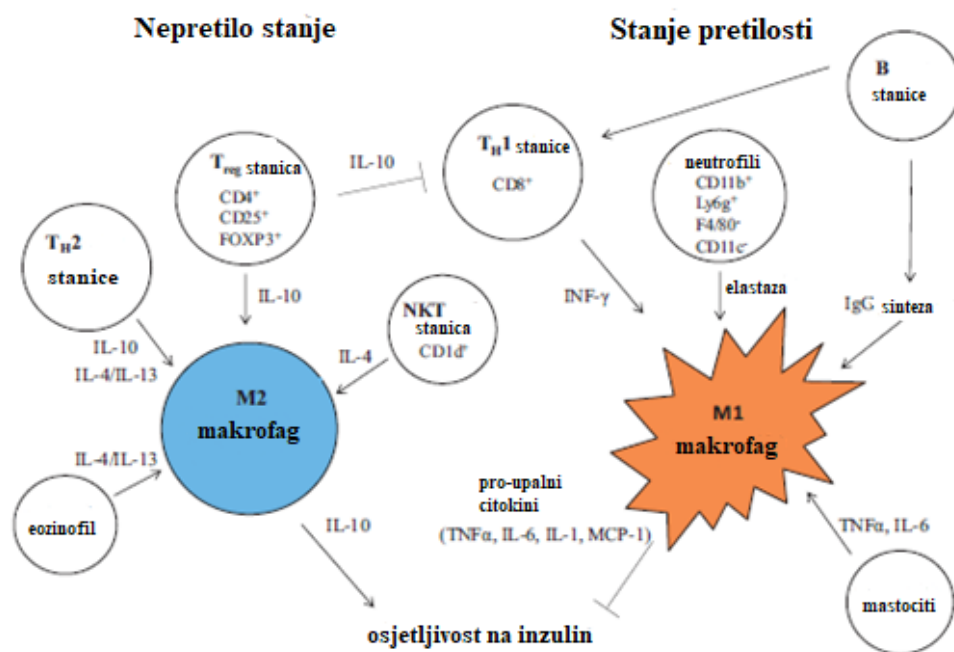 Nepretilo stanje
Stanje pretilosti
B
stanice
T_reg stanica
CD4⁺
CD25⁺
FOXP3⁺
IL-10
T_H1 stanice
CD8⁺
neutrofili
CD11b⁺
Ly6g⁺
F4/80⁻
CD11c⁻
T_H2
stanice
IL-10
INF-γ
elastaza
IgG sinteza
NKT
stanica
CD1d⁺
IL-10
IL-4/IL-13
IL-4
M2
makrofag
M1
makrofag
IL-4/IL-13
eozinofil
IL-10
pro-upalni
citokini
(TNFα, IL-6, IL-1, MCP-1)
TNFα, IL-6
mastociti
osjetljivost na inzulin